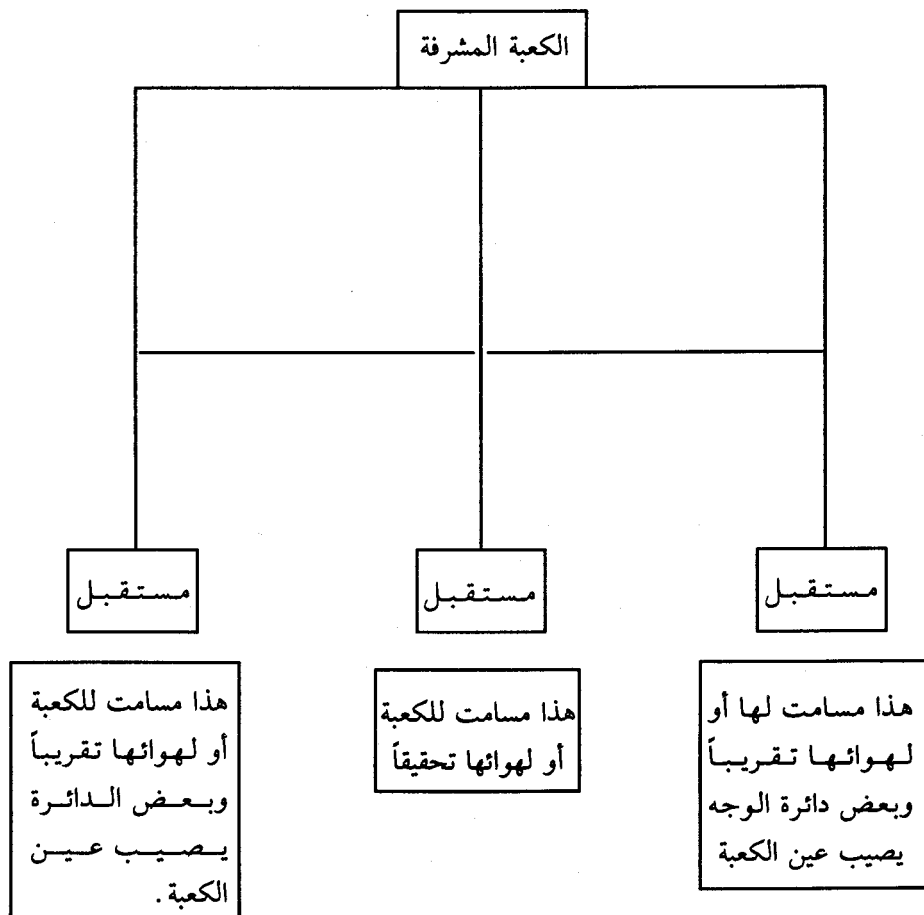 الكعبة المشرفة
مستقبل
مستقبل
مستقبل
هذا مسامت لها أو
لهوائها تقريباً
وبعض دائرة الوجه
يصيب عين الكعبة
هذا مسامت للكعبة
أو لهوائها تحقيقاً
هذا مسامت للكعبة
أو لهوائها تقريباً
وبعض الدائرة
يصيب عين
الكعبة.